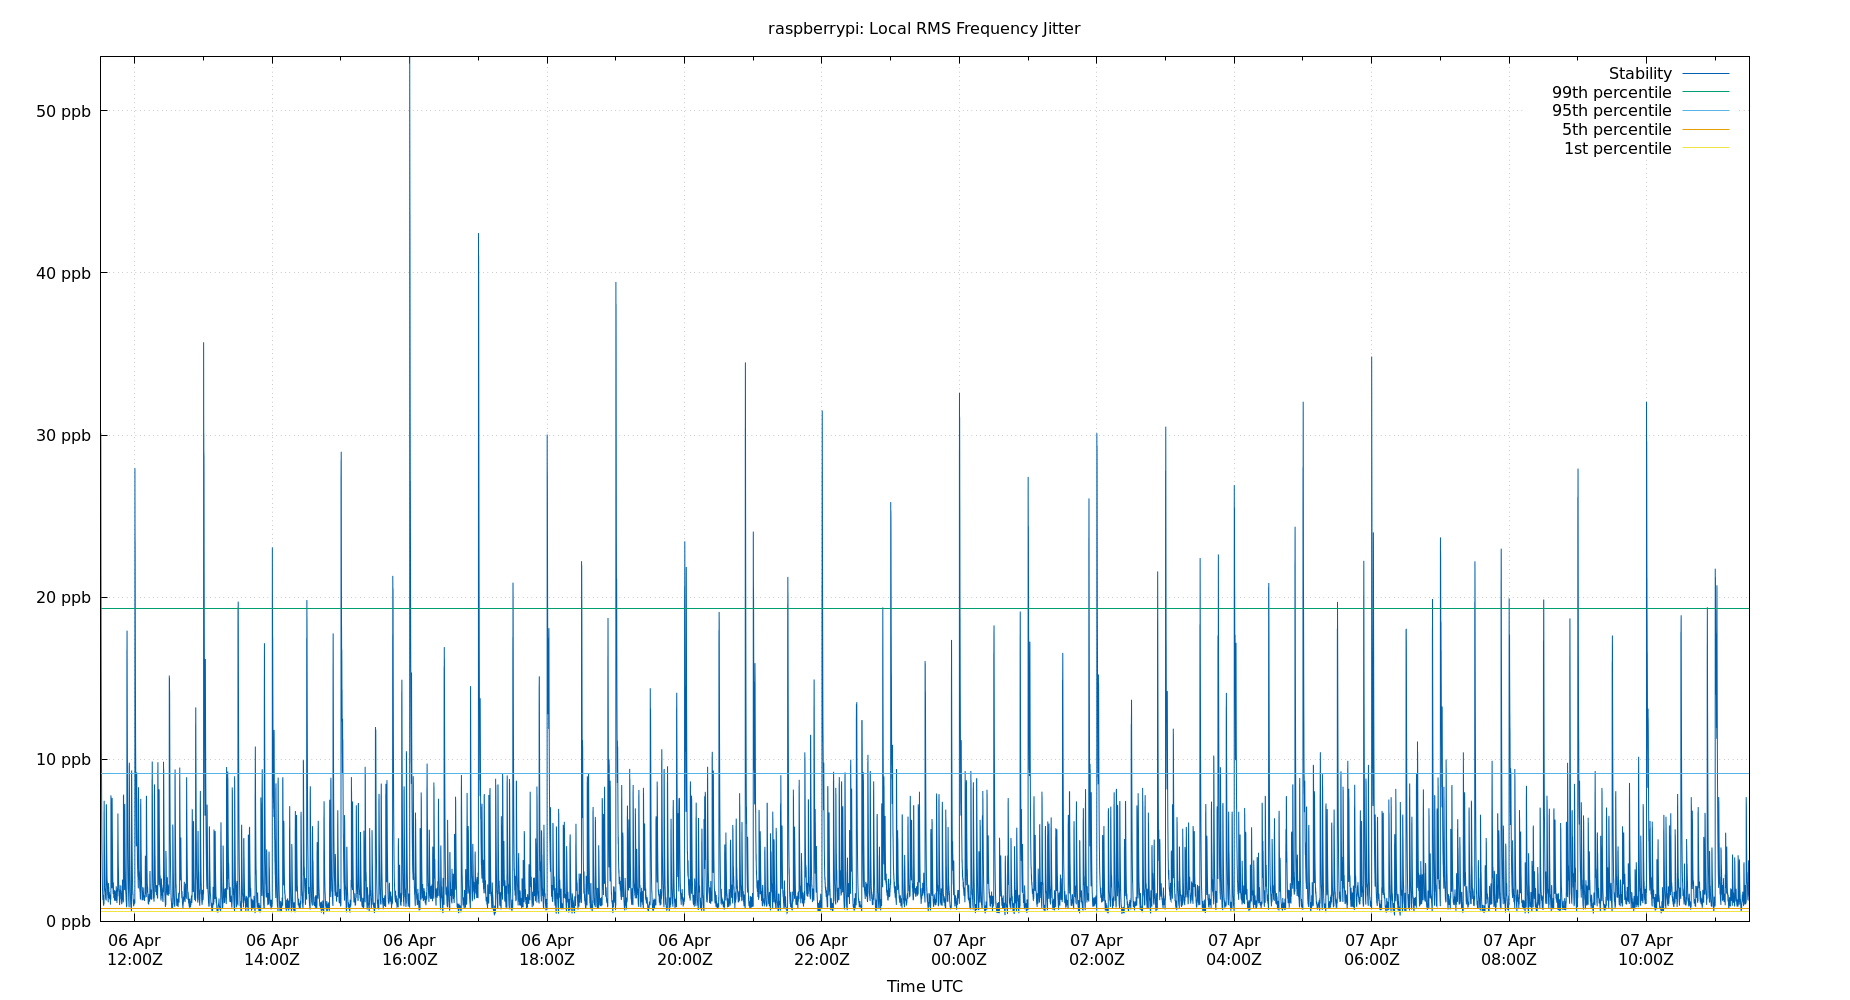 raspberrypi: Local RMS Frequency Jitter
Stability
99th percentile
95th percentile
5th percentile
1st percentile
50 ppb
40 ppb
30 ppb
20 ppb
10 ppb
0 ppb
06 Apr 06 Apr 06 Apr 06 Apr 06 Apr 06 Apr 07 Apr 07 Apr 07 Apr 07 Apr 07 Apr 07 Apr
12:00Z 14:00Z 16:00Z 18:00Z 20:00Z 22:00Z 00:00Z 02:00Z 04:00Z 06:00Z 08:00Z 10:00Z
Time UTC